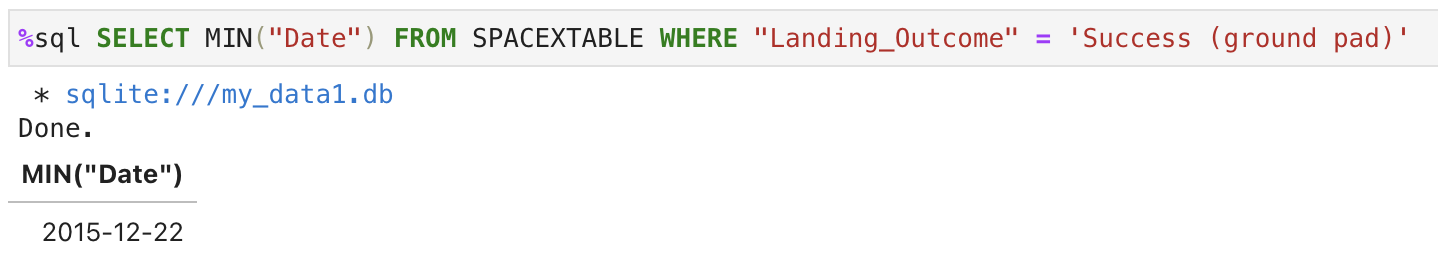 %sql SELECT MIN("Date") FROM SPACEXTABLE WHERE "Landing_Outcome" = 'Success (ground pad)'
* sqlite:///my_data1.db
Done.
MIN("Date")
2015-12-22